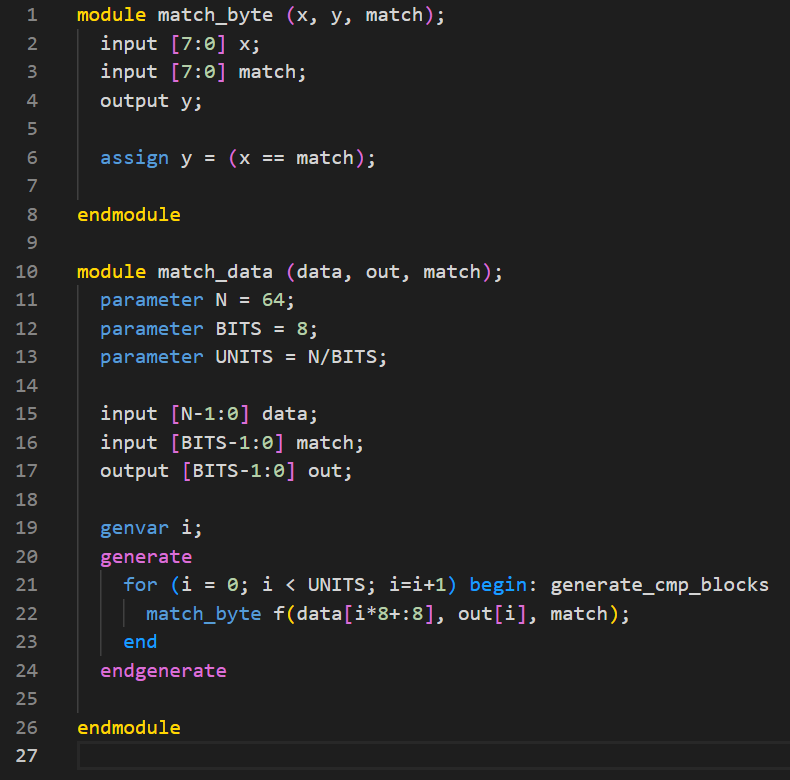 1 module match_byte (x, y, match);
2   input [7:0] x;
3   input [7:0] match;
4   output y;
5
6   assign y = (x == match);
7
8 endmodule
9
10 module match_data (data, out, match);
11   parameter N = 64;
12   parameter BITS = 8;
13   parameter UNITS = N/BITS;
14
15   input [N-1:0] data;
16   input [BITS-1:0] match;
17   output [BITS-1:0] out;
18
19   genvar i;
20   generate
21     for (i = 0; i < UNITS; i=i+1) begin: generate_cmp_blocks
22       match_byte f(data[i*8+:8], out[i], match);
23     end
24   endgenerate
25
26 endmodule
27